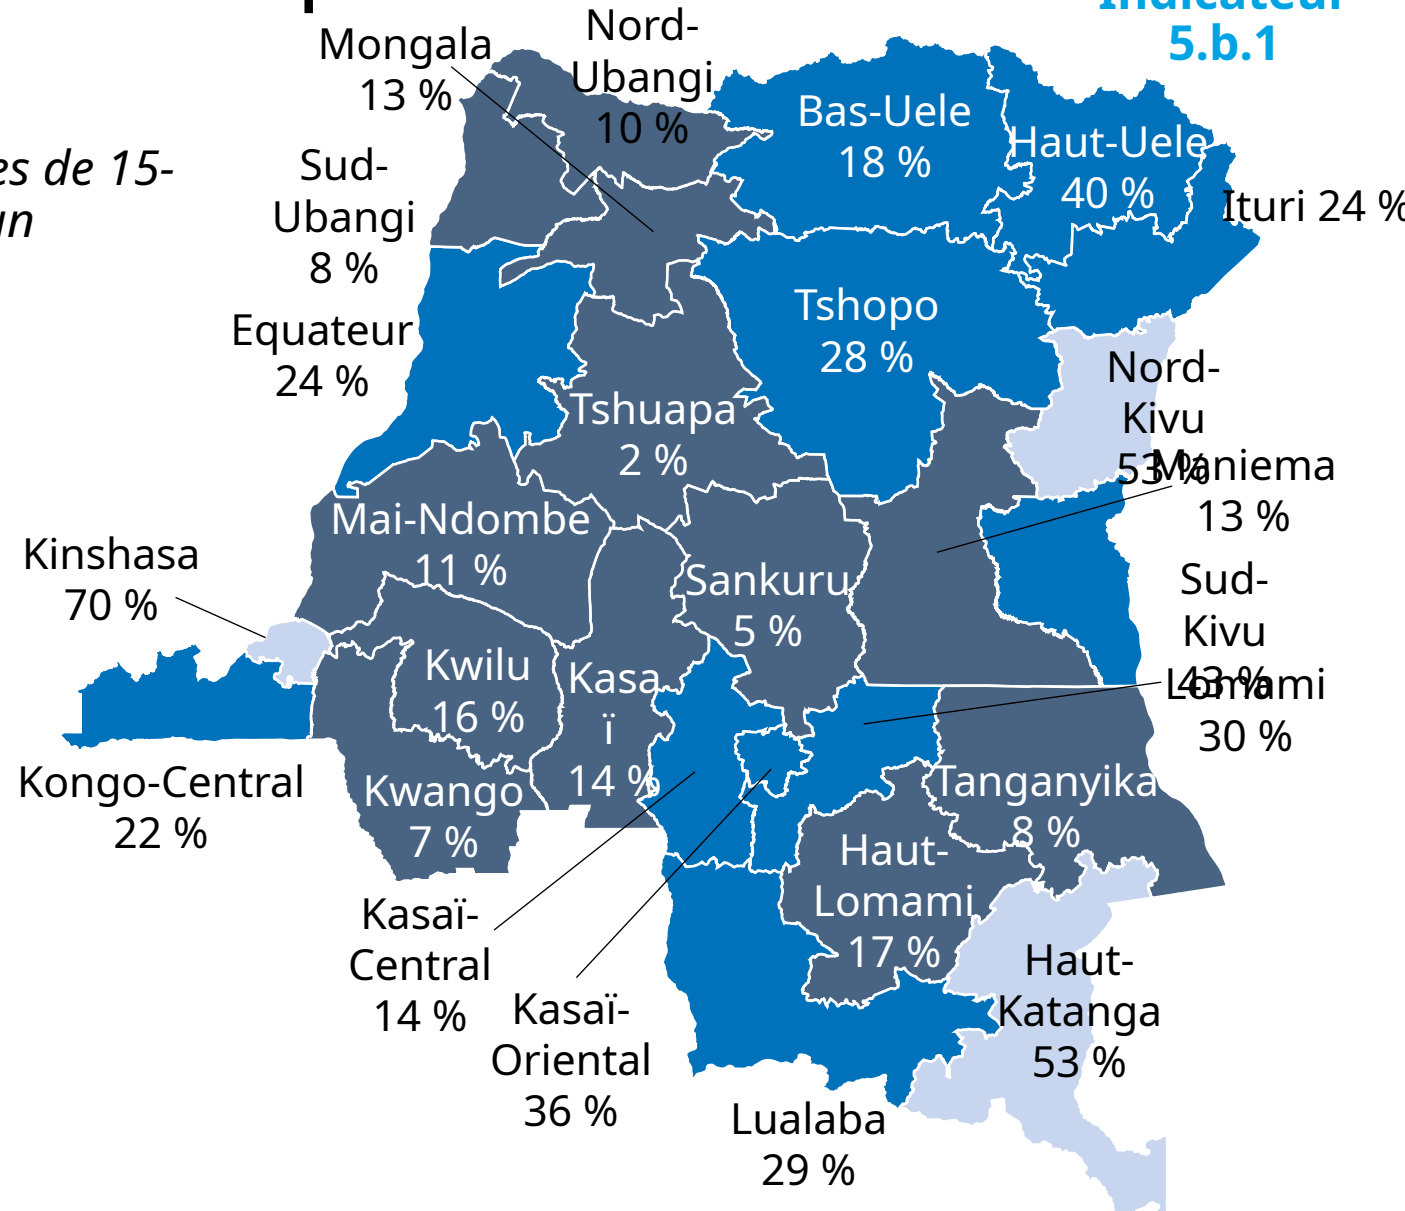 Indicateur
5.b.1
es de 15-
un
Mongala
13 %
Nord-
Ubangi
10 %
Bas-Uele
18 %
Haut-Uele
40 %
Ituri 24 %
Sud-
Ubangi
8 %
Equateur
24 %
Tshopo
28 %
Nord-
Kivu
53 %
Tshuapa
2 %
Maniema
13 %
Mai-Ndombe
11 %
Kinshasa
70 %
Sankuru
5 %
Sud-
Kivu
43 %
Lomami
30 %
Kwilu
16 %
Kasa
ï
14 %
Kongo-Central
22 %
Kwango
7 %
Tanganyika
8 %
Haut-
Lomami
17 %
Kasaï-
Central
14 %
Kasaï-
Oriental
36 %
Haut-
Katanga
53 %
Lualaba
29 %